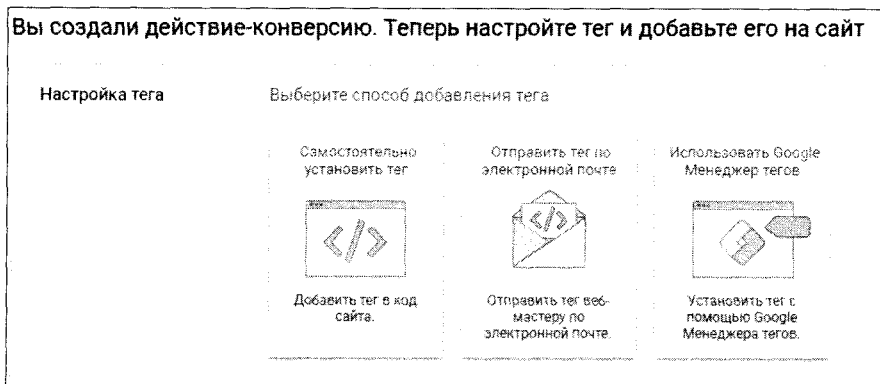 Вы создали действие-конверсию. Теперь настройте тег и добавьте его на сайт
Настройка тега
Выберите способ добавления тега
Самостоятельно
установить тег
</>
Добавить тег в код
сайта.
Отправить тег по
электронной почте
</>
Отправить тег веб-
мастеру по
электронной почте.
Использовать Google
Менеджер тегов
Установить тег с
помощью Google
Менеджера тегов.